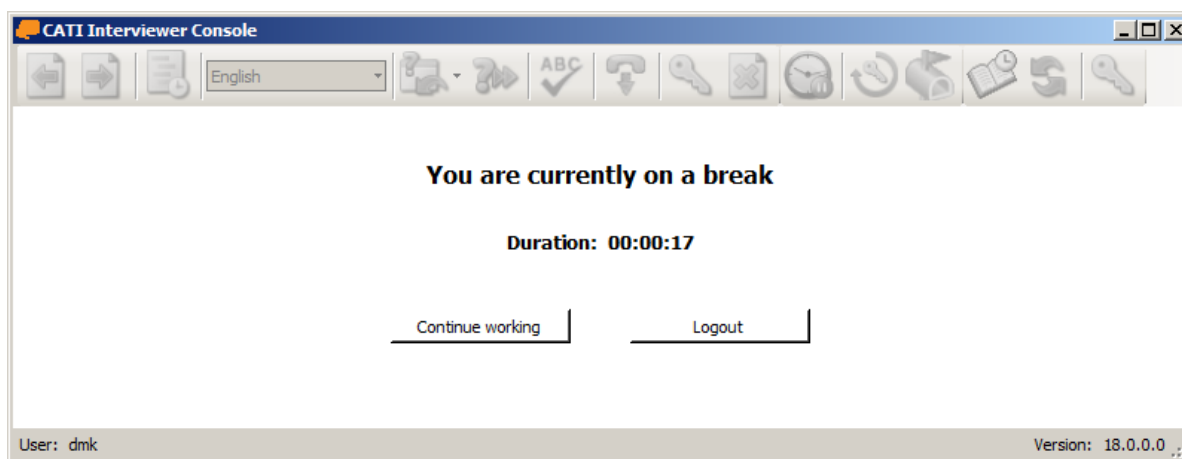 CATI Interviewer Console
English
ABC
You are currently on a break
Duration: 00:00:17
Continue working
Logout
User: dmk
Version: 18.0.0.0